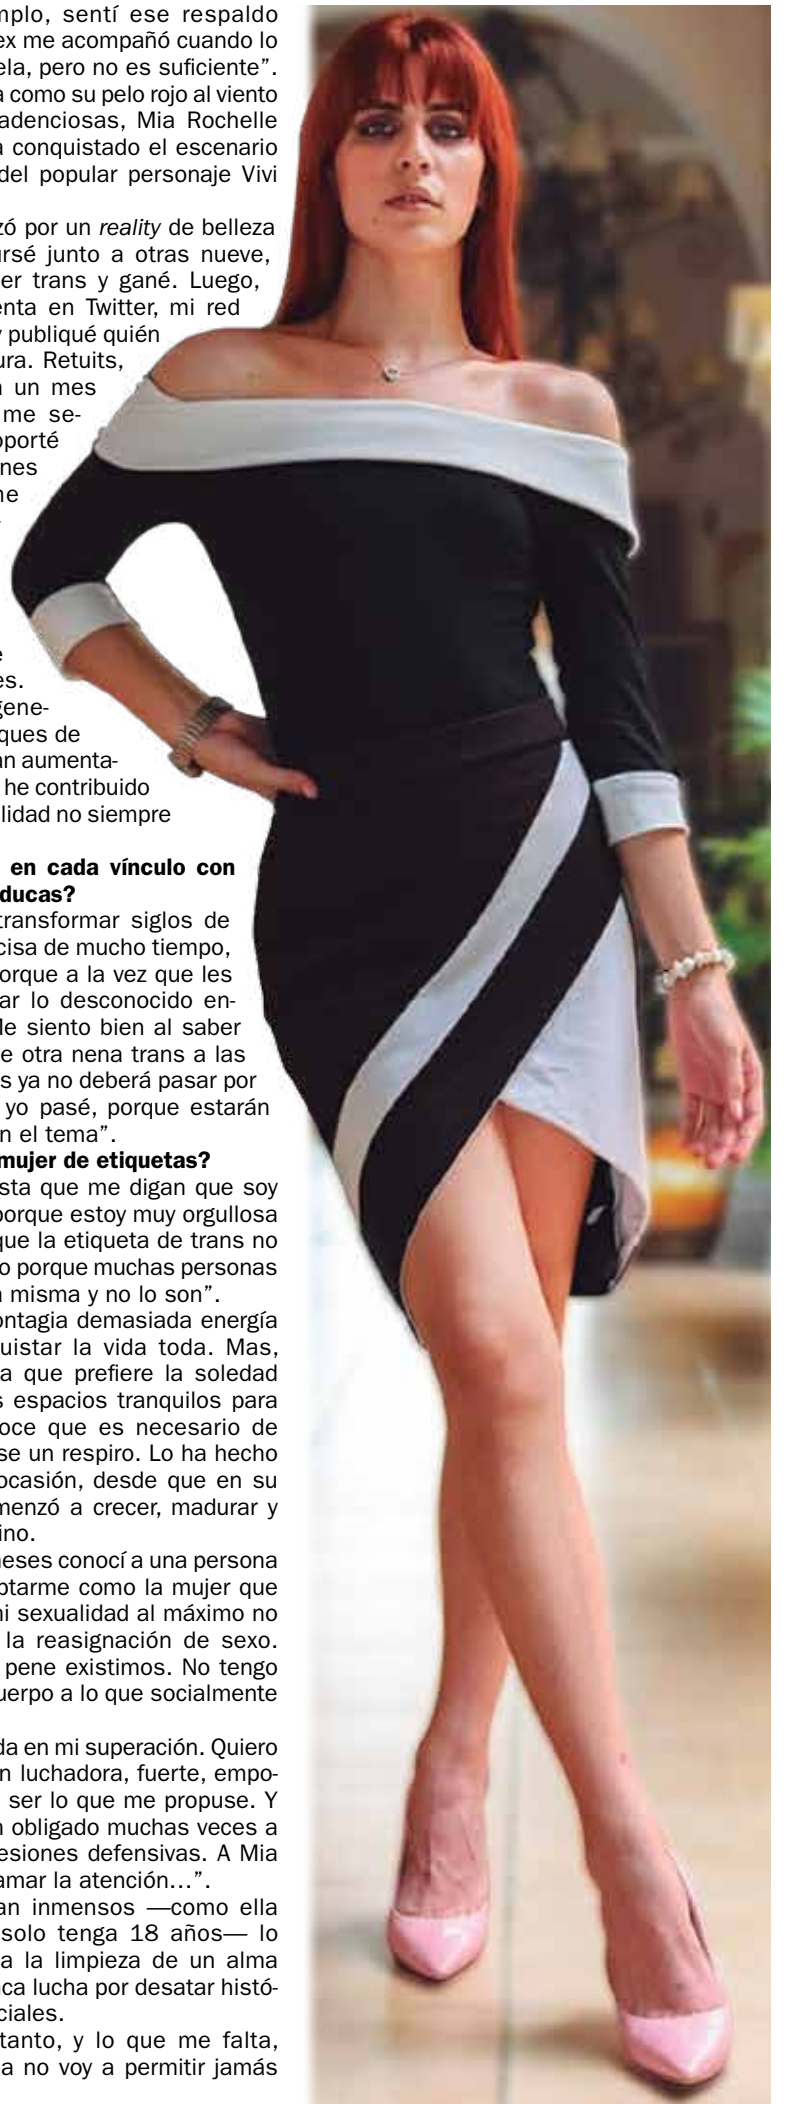 mplo, sentí ese respaldo
ex me acompañó cuando lo
ela, pero no es suficiente”.
a como su pelo rojo al viento
adenciosas, Mia Rochelle
a conquistado el escenario
del popular personaje Vivi
zó por un reality de belleza
ursé junto a otras nueve,
er trans y gané. Luego,
enta en Twitter, mi red
y publiqué quién
ura. Retuits,
n un mes
me se-
oporté
nes
ne
-
e
es.
gene-
ques de
an aumenta-
he contribuido
lidad no siempre
en cada vínculo con
ducas?
transformar siglos de
cisa de mucho tiempo,
orque a la vez que les
ar lo desconocido en-
Me siento bien al saber
e otra nena trans a las
s ya no deberá pasar por
yo pasé, porque estarán
n el tema”.
mujer de etiquetas?
sta que me digan que soy
porque estoy muy orgullosa
que la etiqueta de trans no
o porque muchas personas
a misma y no lo son”.
ontagia demasiada energía
uistar la vida toda. Mas,
a que prefiere la soledad
s espacios tranquilos para
oce que es necesario de
se un respiro. Lo ha hecho
ocasión, desde que en su
menzó a crecer, madurar y
ino.
neses conocí a una persona
ptarme como la mujer que
ni sexualidad al máximo no
la reasignación de sexo.
pene existimos. No tengo
uerpo a lo que socialmente
da en mi superación. Quiero
n luchadora, fuerte, empo-
ser lo que me propuse. Y
n obligado muchas veces a
esiones defensivas. A Mia
amar la atención…”.
an inmensos —como ella
solo tenga 18 años— lo
a la limpieza de un alma
nca lucha por desatar histó-
ciales.
tanto, y lo que me falta,
a no voy a permitir jamás